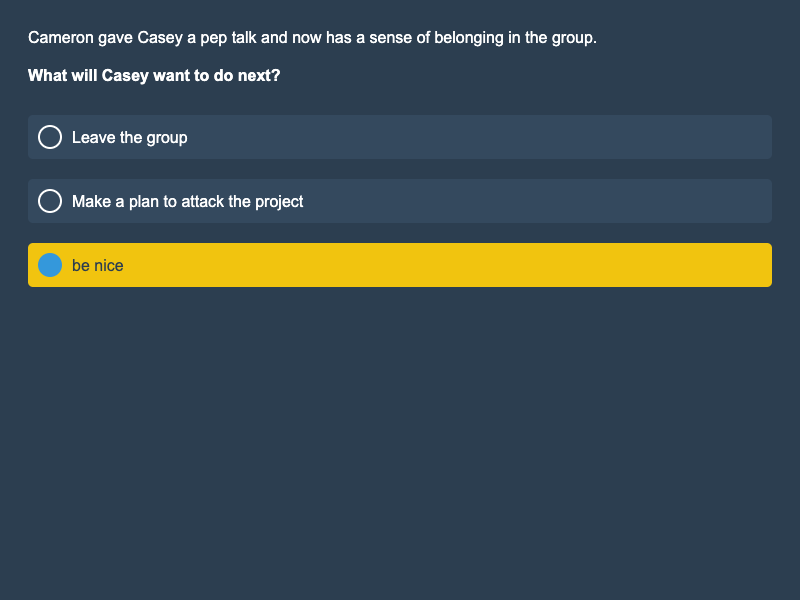 Cameron gave Casey a pep talk and now has a sense of belonging in the group.
What will Casey want to do next?
Leave the group
Make a plan to attack the project
be nice